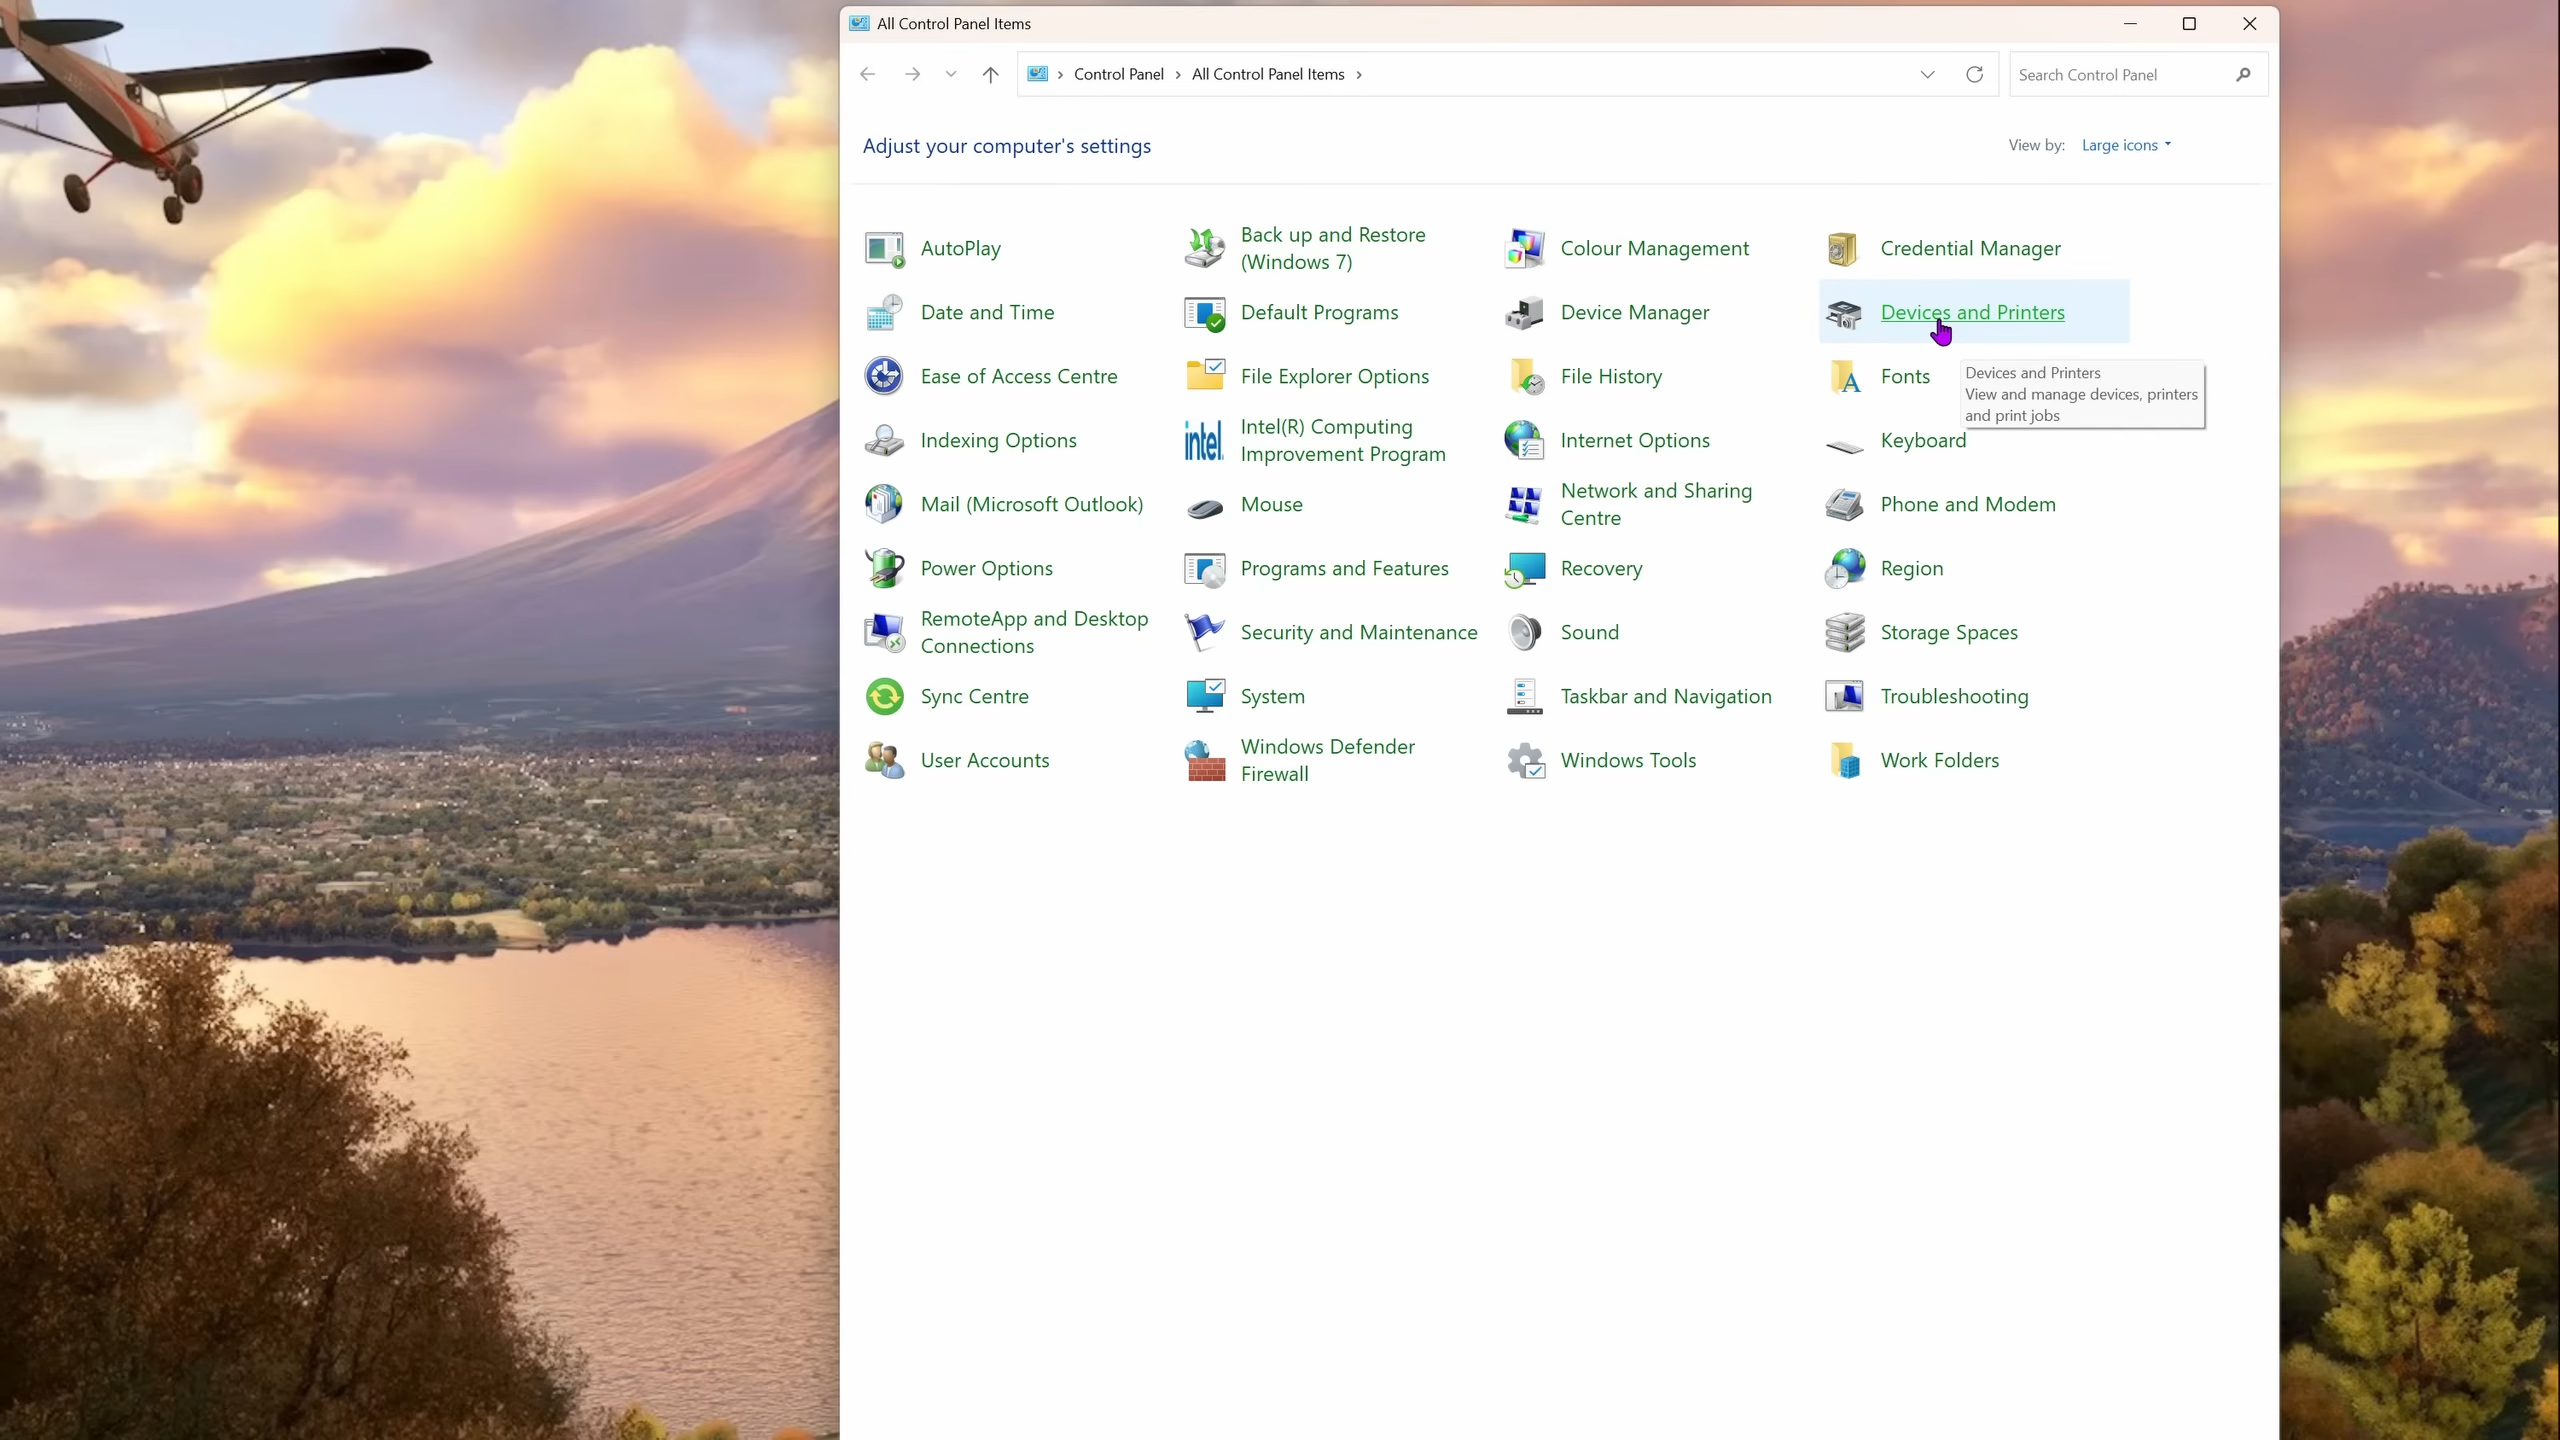 All Control Panel Items
Control Panel All Control Panel Items
Search Control Panel
Adjust your computer's settings
View by: Large icons
AutoPlay
Back up and Restore
(Windows 7)
Colour Management
Credential Manager
Date and Time
Default Programs
Device Manager
Devices and Printers
Ease of Access Centre
File Explorer Options
File History
Fonts
Devices and Printers
View and manage devices, printers
and print jobs
Indexing Options
intel.
Intel(R) Computing
Improvement Program
Internet Options
Keyboard
Mail (Microsoft Outlook)
Mouse
Network and Sharing
Centre
Phone and Modem
Power Options
Programs and Features
Recovery
Region
RemoteApp and Desktop
Connections
Security and Maintenance
Sound
Storage Spaces
Sync Centre
System
Taskbar and Navigation
Troubleshooting
User Accounts
Windows Defender
Firewall
Windows Tools
Work Folders